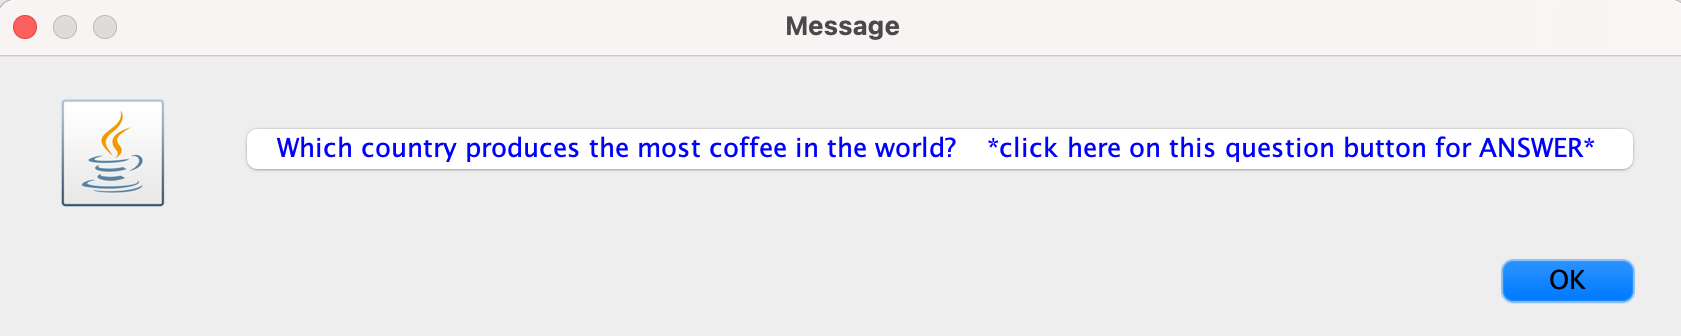 Message
Which country produces the most coffee in the world?    *click here on this question button for ANSWER*
OK